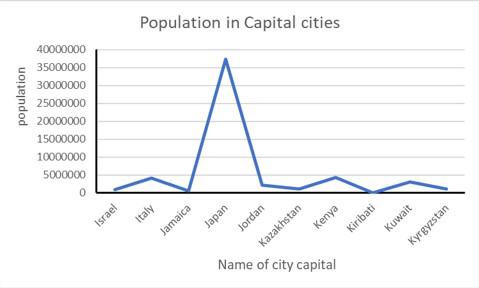 Population in Capital cities
population
40000000
35000000
30000000
25000000
20000000
15000000
10000000
5000000
0
Israel
Italy
Jamaica
Japan
Jordan
Kazakhstan
Kenya
Kiribati
Kuwait
Kyrgyzstan
Name of city capital